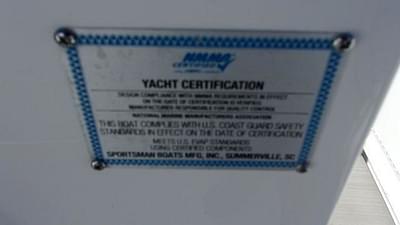 NMMA
CERTIFIED
YACHT CERTIFICATION
DESIGN COMPLIANCE WITH NMMA REQUIREMENTS IN EFFECT
ON THE DATE OF CERTIFICATION IS VERIFIED
MANUFACTURER RESPONSIBLE FOR QUALITY CONTROL
NATIONAL MARINE MANUFACTURERS ASSOCIATION
THIS BOAT COMPLIES WITH U.S. COAST GUARD SAFETY
STANDARDS IN EFFECT ON THE DATE OF CERTIFICATION
MEETS U.S. EVAP STANDARDS
USING CERTIFIED COMPONENTS
SPORTSMAN BOATS MFG, INC., SUMMERVILLE, SC